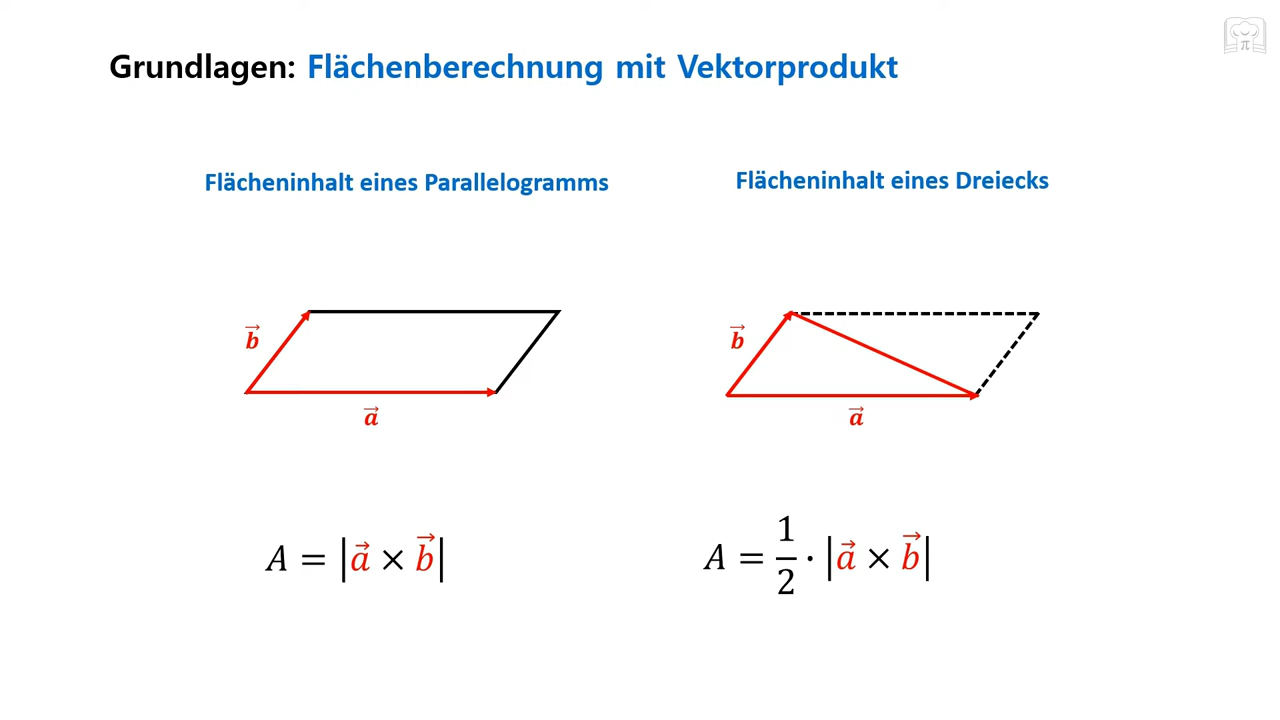 Grundlagen: Flächenberechnung mit Vektorprodukt
Flächeninhalt eines Parallelogramms
Flächeninhalt eines Dreiecks
b⃗
a⃗
b⃗
a⃗
A = |a⃗ × b⃗|
A = 1/2 · |a⃗ × b⃗|
π